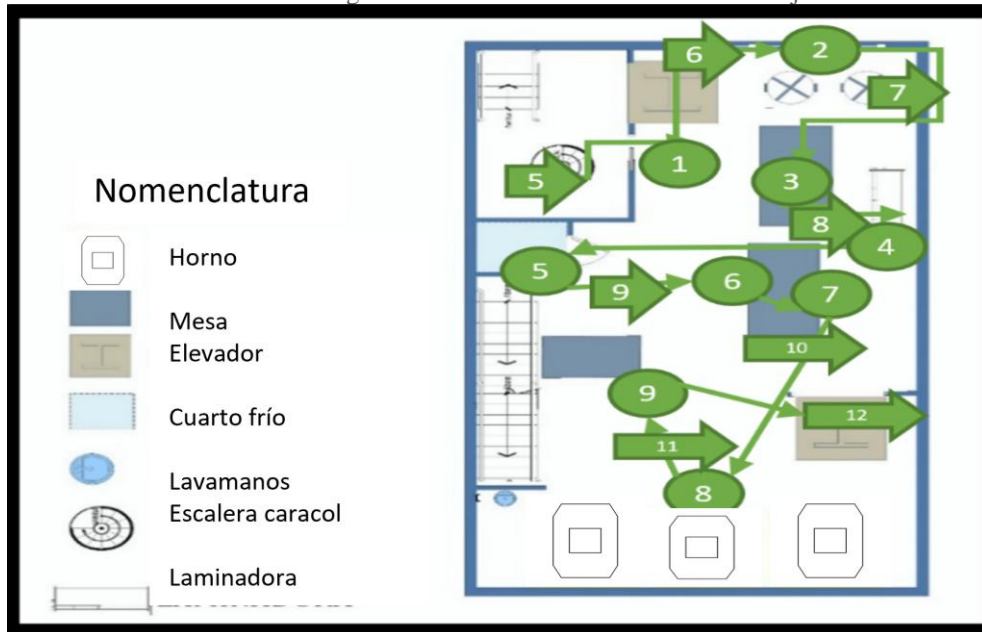 Nomenclatura
Horno
Mesa
Elevador
Cuarto frío
Lavamanos
Escalera caracol
Laminadora
6
2
7
1
5
3
8
4
5
9
6
7
10
9
12
11
8